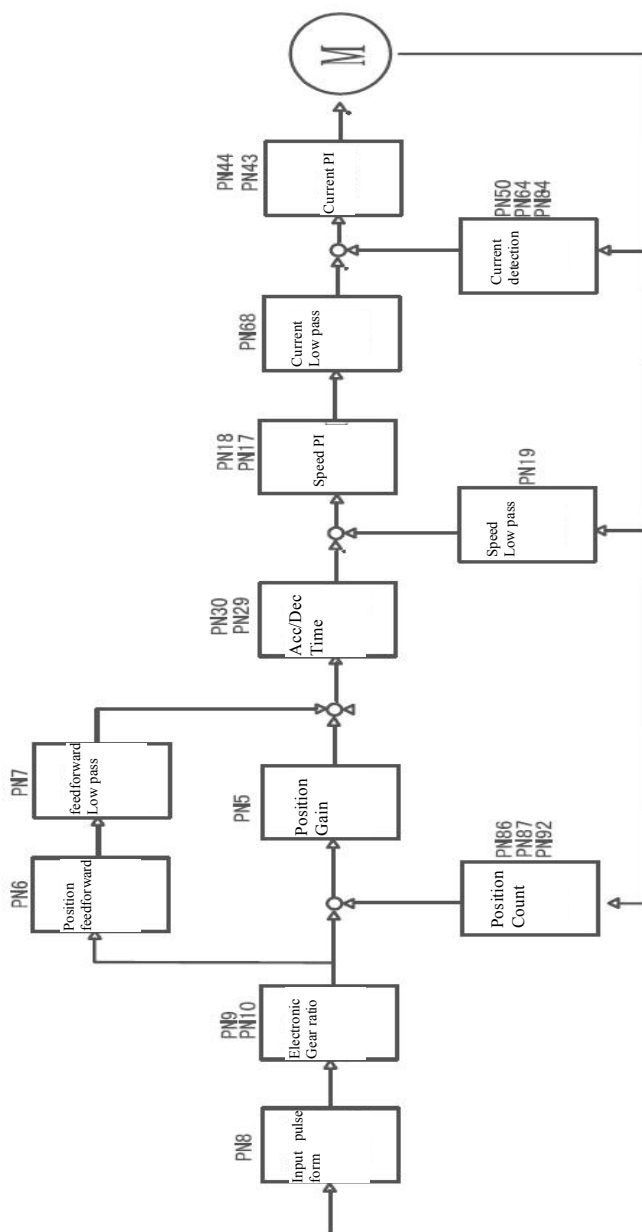 PN8
Input pulse
form
PN9
PN10
Electronic
Gear ratio
PN6
Position
feedforward
PN7
feedforward
Low pass
PN5
Position
Gain
PN86
PN87
PN92
Position
Count
PN30
PN29
Acc/Dec
Time
PN18
PN17
Speed PI
PN19
Speed
Low pass
PN68
Current
Low pass
PN44
PN43
Current PI
PN50
PN64
PN84
Current
detection
M